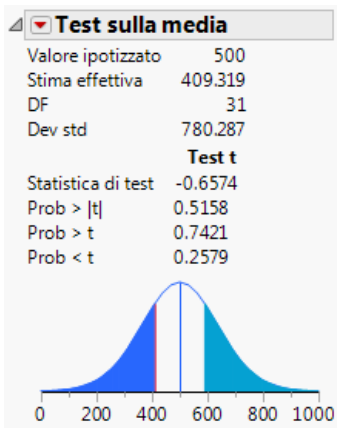 Test sulla media
Valore ipotizzato 500
Stima effettiva 409.319
DF 31
Dev std 780.287
Test t
Statistica di test -0.6574
Prob > |t| 0.5158
Prob > t 0.7421
Prob < t 0.2579
0 200 400 600 800 1000